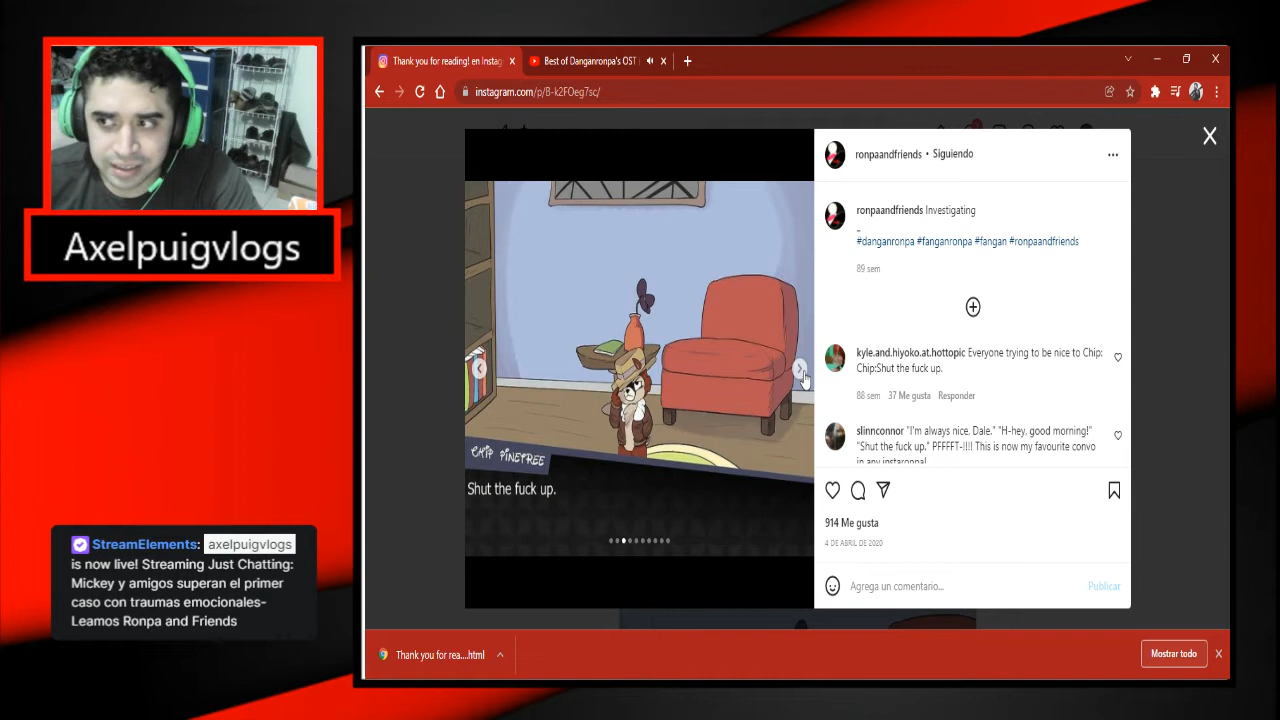 Axelpuigvlogs
StreamElements: axelpuigvlogs
is now live! Streaming Just Chatting:
Mickey y amigos superan el primer
caso con traumas emocionales-
Leamos Ronpa and Friends
Thank you for reading! en Instag
Best of Danganronpa's OST
instagram.com/p/B-k2FOeg7sc/
CHIP PINETREE
Shut the fuck up.
ronpaandfriends • Siguiendo
ronpaandfriends Investigating
_
#danganronpa #fanganronpa #fangan #ronpaandfriends
89 sem
kyle.and.hiyoko.at.hottopic Everyone trying to be nice to Chip:
Chip:Shut the fuck up.
88 sem 37 Me gusta Responder
slinnconnor "I'm always nice, Dale." "H-hey, good morning!"
"Shut the fuck up." PFFFFT-!!!! This is now my favourite convo
in any instaronpa!
914 Me gusta
4 DE ABRIL DE 2020
Agrega un comentario...
Publicar
Thank you for rea....html
Mostrar todo